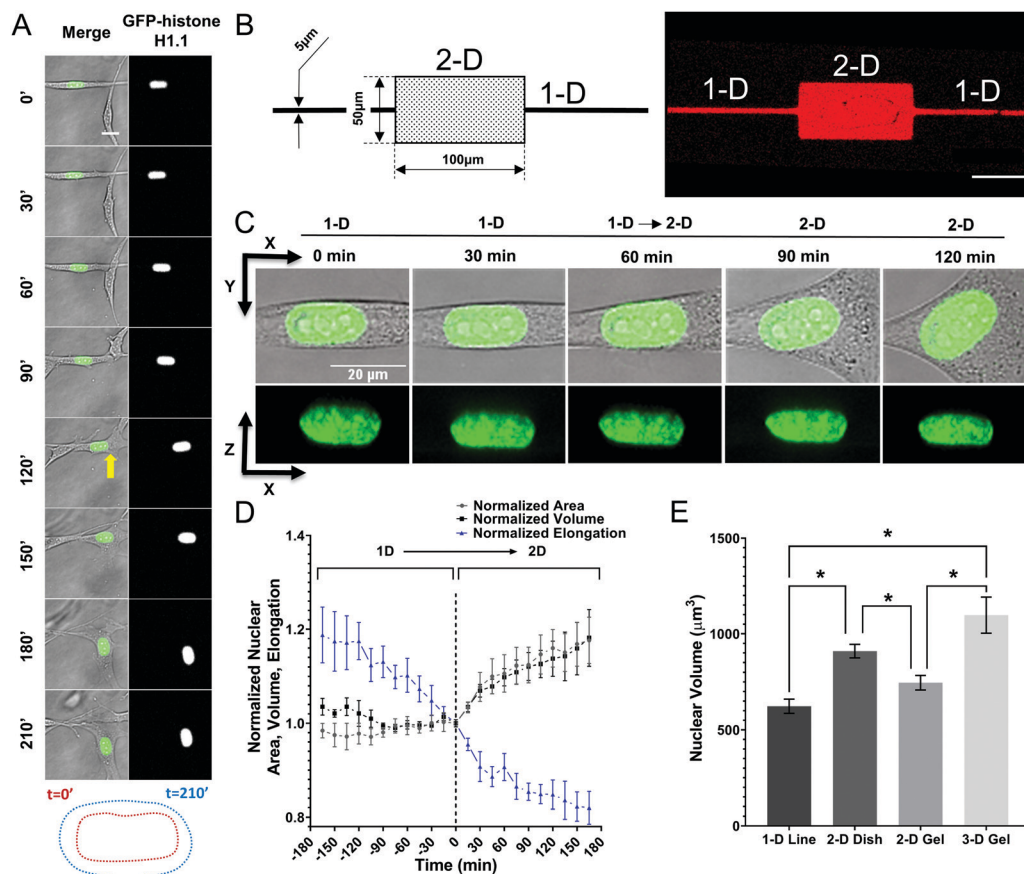 A
Merge
GFP-histone
H1.1
0’
30’
60’
90’
120’
150’
180’
210’
t=0’
t=210’
B
5µm
2-D
1-D
50µm
100µm
1-D
2-D
1-D
C
1-D
1-D
1-D → 2-D
2-D
2-D
X
0 min
30 min
60 min
90 min
120 min
Y
20 µm
Z
X
D
Normalized Area
Normalized Volume
Normalized Elongation
1D → 2D
Normalized Nuclear
Area, Volume, Elongation
1.4
1.2
1.0
0.8
-180
-150
-120
-90
-60
-30
0
30
60
90
120
150
180
Time (min)
E
Nuclear Volume (µm³)
1500
1000
500
0
*
*
*
*
1-D Line
2-D Dish
2-D Gel
3-D Gel